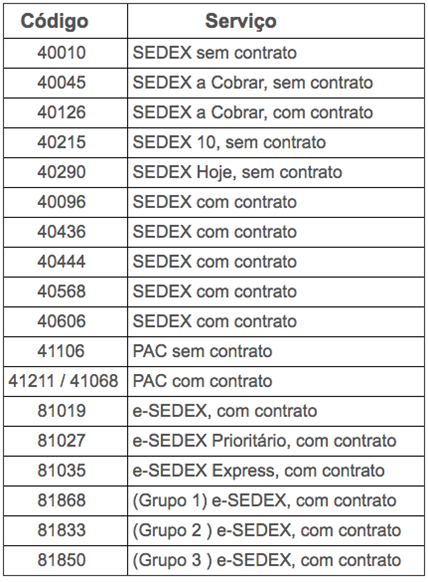 Código Serviço
40010 SEDEX sem contrato
40045 SEDEX a Cobrar, sem contrato
40126 SEDEX a Cobrar, com contrato
40215 SEDEX 10, sem contrato
40290 SEDEX Hoje, sem contrato
40096 SEDEX com contrato
40436 SEDEX com contrato
40444 SEDEX com contrato
40568 SEDEX com contrato
40606 SEDEX com contrato
41106 PAC sem contrato
41211 / 41068 PAC com contrato
81019 e-SEDEX, com contrato
81027 e-SEDEX Prioritário, com contrato
81035 e-SEDEX Express, com contrato
81868 (Grupo 1) e-SEDEX, com contrato
81833 (Grupo 2 ) e-SEDEX, com contrato
81850 (Grupo 3 ) e-SEDEX, com contrato